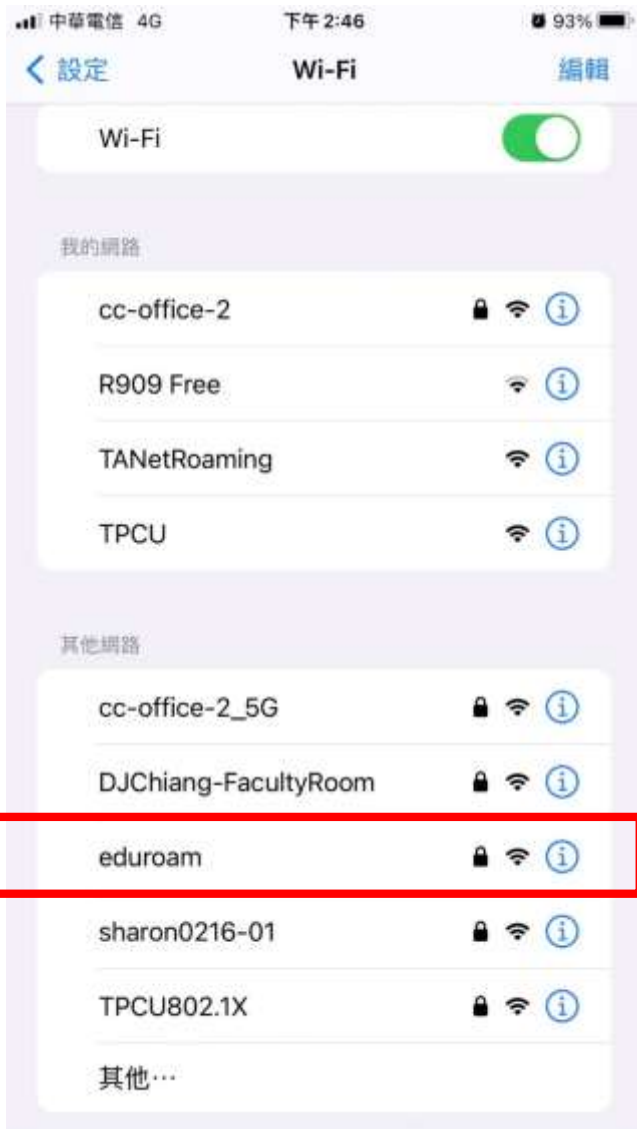 中華電信 4G 下午 2:46 93%
設定 Wi-Fi 編輯
Wi-Fi
我的網路
cc-office-2
R909 Free
TANetRoaming
TPCU
其他網路
cc-office-2_5G
DJChiang-FacultyRoom
eduroam
sharon0216-01
TPCU802.1X
其他…